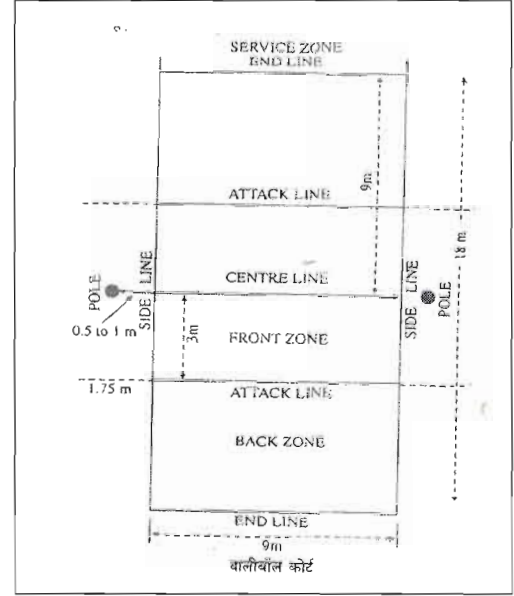 SERVICE ZONE
END LINE
9m
ATTACK LINE
18 m
SIDE LINE
CENTRE LINE
SIDE LINE
POLE
POLE
0.5 to 1 m
3m
FRONT ZONE
1.75 m
ATTACK LINE
BACK ZONE
END LINE
9m
वालीबॉल कोर्ट